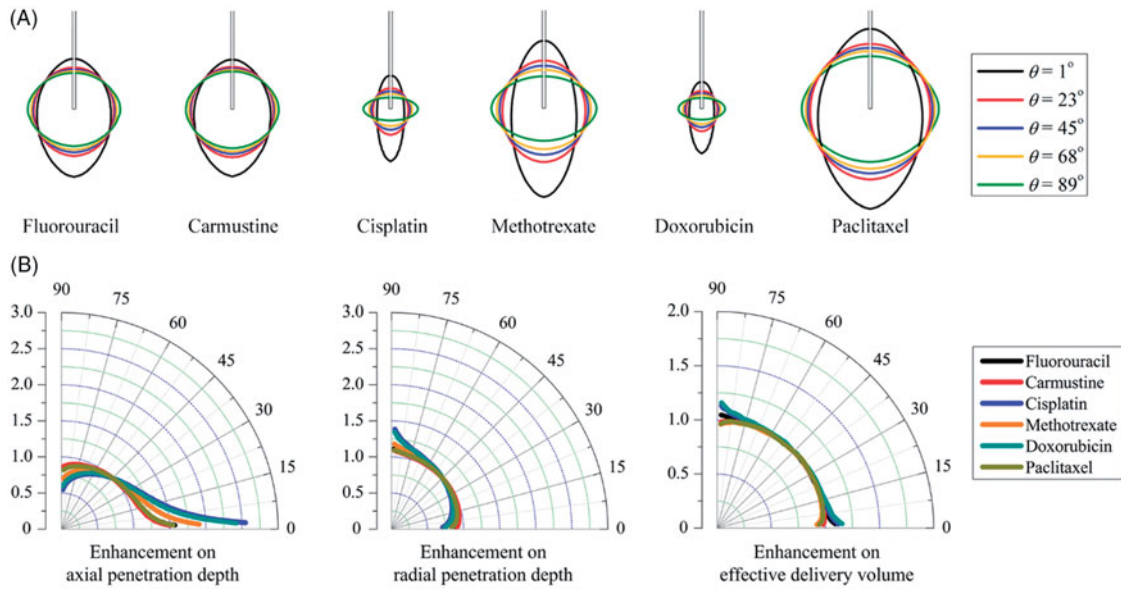 (A)
θ = 1°
θ = 23°
θ = 45°
θ = 68°
θ = 89°
Fluorouracil Carmustine Cisplatin Methotrexate Doxorubicin Paclitaxel
(B)
90
75
60
45
30
15
0
3.0
2.5
2.0
1.5
1.0
0.5
0
Enhancement on
axial penetration depth
90
75
60
45
30
15
0
3.0
2.5
2.0
1.5
1.0
0.5
0
Enhancement on
radial penetration depth
90
75
60
45
30
15
0
2.0
1.5
1.0
0.5
0
Enhancement on
effective delivery volume
Fluorouracil
Carmustine
Cisplatin
Methotrexate
Doxorubicin
Paclitaxel